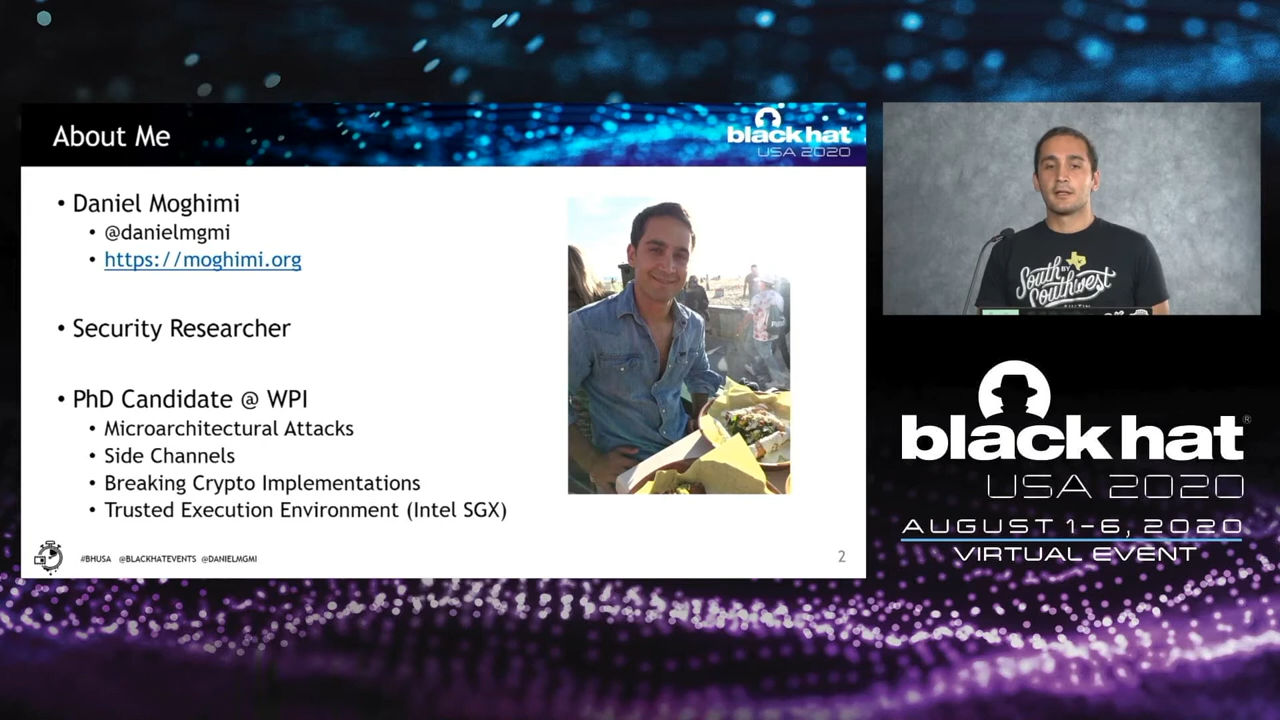 About Me
black hat
USA 2020
• Daniel Moghimi
• @danielmgmi
• https://moghimi.org
• Security Researcher
• PhD Candidate @ WPI
• Microarchitectural Attacks
• Side Channels
• Breaking Crypto Implementations
• Trusted Execution Environment (Intel SGX)
#BHUSA @BLACKHATEVENTS @DANIELMGMI
2
South by Southwest
black hat®
USA 2020
AUGUST 1–6, 2020
VIRTUAL EVENT